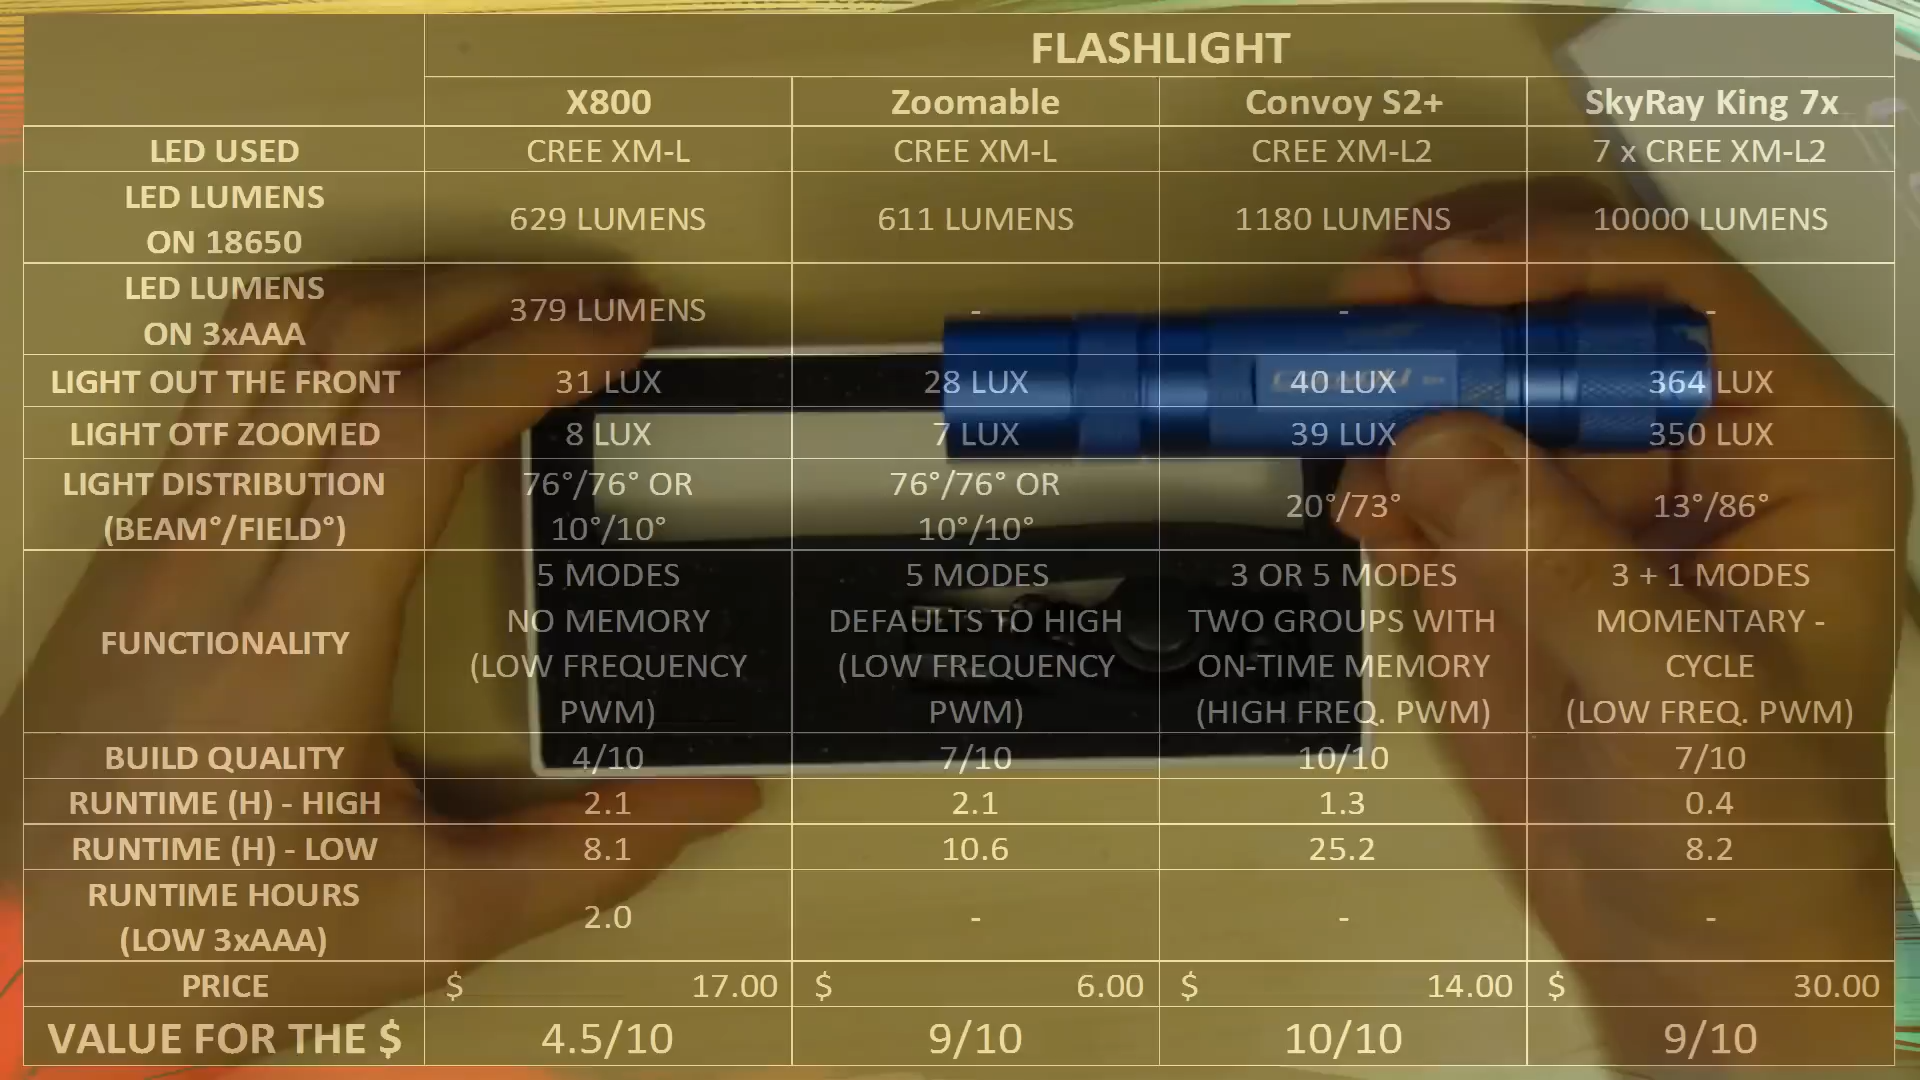 FLASHLIGHT
X800 Zoomable Convoy S2+ SkyRay King 7x
LED USED CREE XM-L CREE XM-L CREE XM-L2 7 x CREE XM-L2
LED LUMENS
ON 18650 629 LUMENS 611 LUMENS 1180 LUMENS 10000 LUMENS
LED LUMENS
ON 3xAAA 379 LUMENS - - -
LIGHT OUT THE FRONT 31 LUX 28 LUX 40 LUX 364 LUX
LIGHT OTF ZOOMED 8 LUX 7 LUX 39 LUX 350 LUX
LIGHT DISTRIBUTION 76°/76° OR 76°/76° OR
(BEAM°/FIELD°) 10°/10° 10°/10° 20°/73° 13°/86°
5 MODES 5 MODES 3 OR 5 MODES 3 + 1 MODES
FUNCTIONALITY NO MEMORY DEFAULTS TO HIGH TWO GROUPS WITH MOMENTARY -
(LOW FREQUENCY (LOW FREQUENCY ON-TIME MEMORY CYCLE
PWM) PWM) (HIGH FREQ. PWM) (LOW FREQ. PWM)
BUILD QUALITY 4/10 7/10 10/10 7/10
RUNTIME (H) - HIGH 2.1 2.1 1.3 0.4
RUNTIME (H) - LOW 8.1 10.6 25.2 8.2
RUNTIME HOURS
(LOW 3xAAA) 2.0 - - -
PRICE $ 17.00 $ 6.00 $ 14.00 $ 30.00
VALUE FOR THE $ 4.5/10 9/10 10/10 9/10